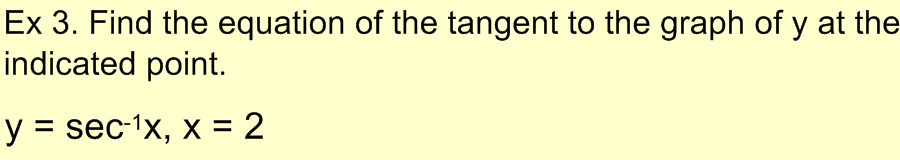 Ex 3. Find the equation of the tangent to the graph of y at the
indicated point.
y = sec⁻¹x, x = 2